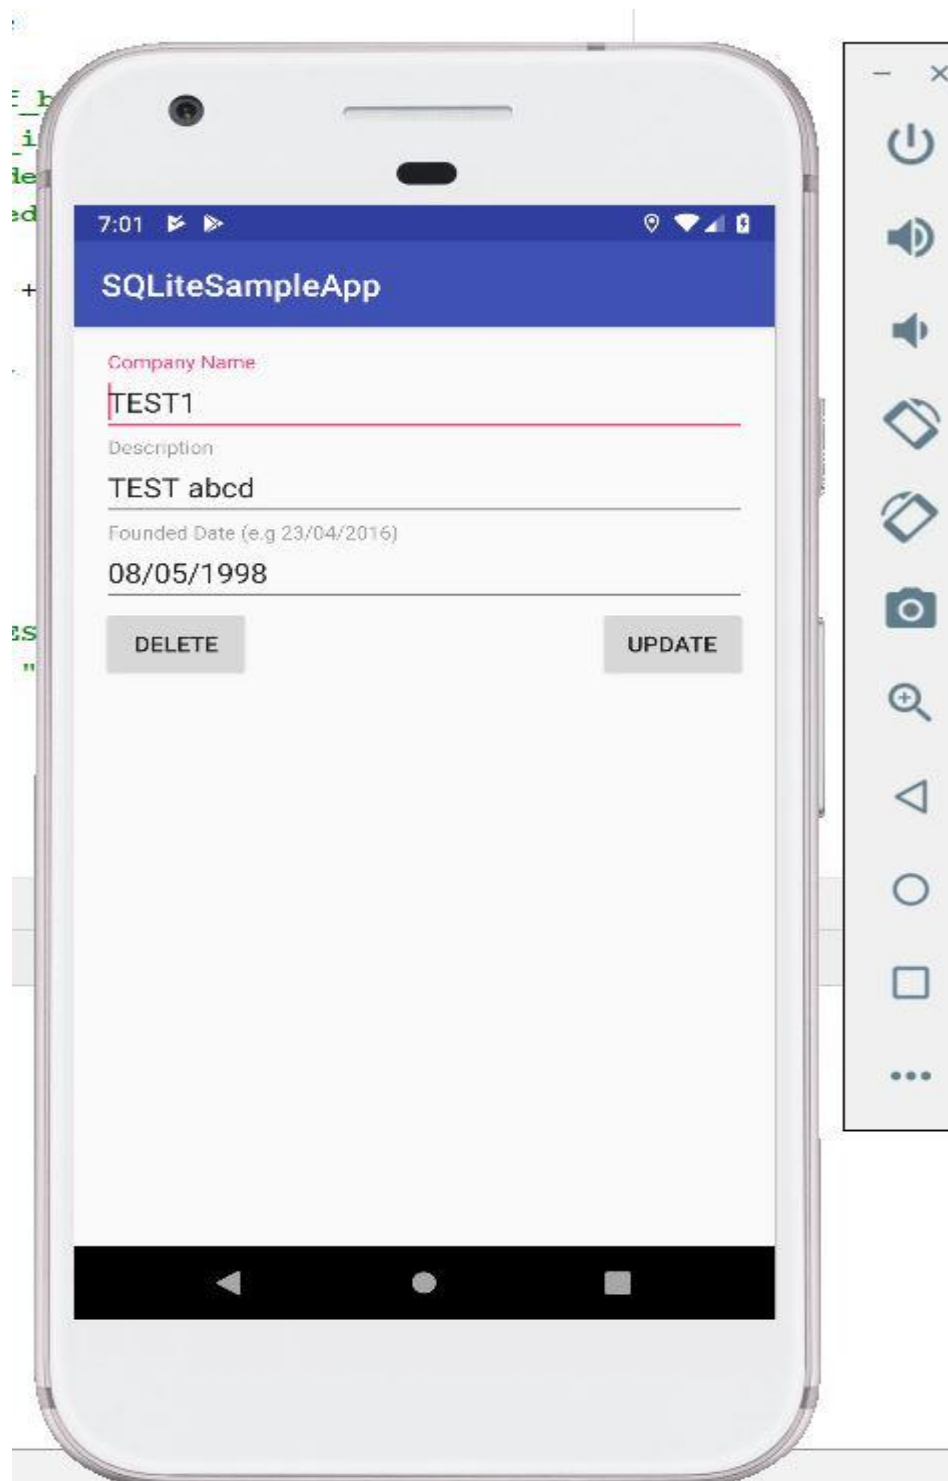 7:01
SQLiteSampleApp
Company Name
TEST1
Description
TEST abcd
Founded Date (e.g 23/04/2016)
08/05/1998
DELETE
UPDATE